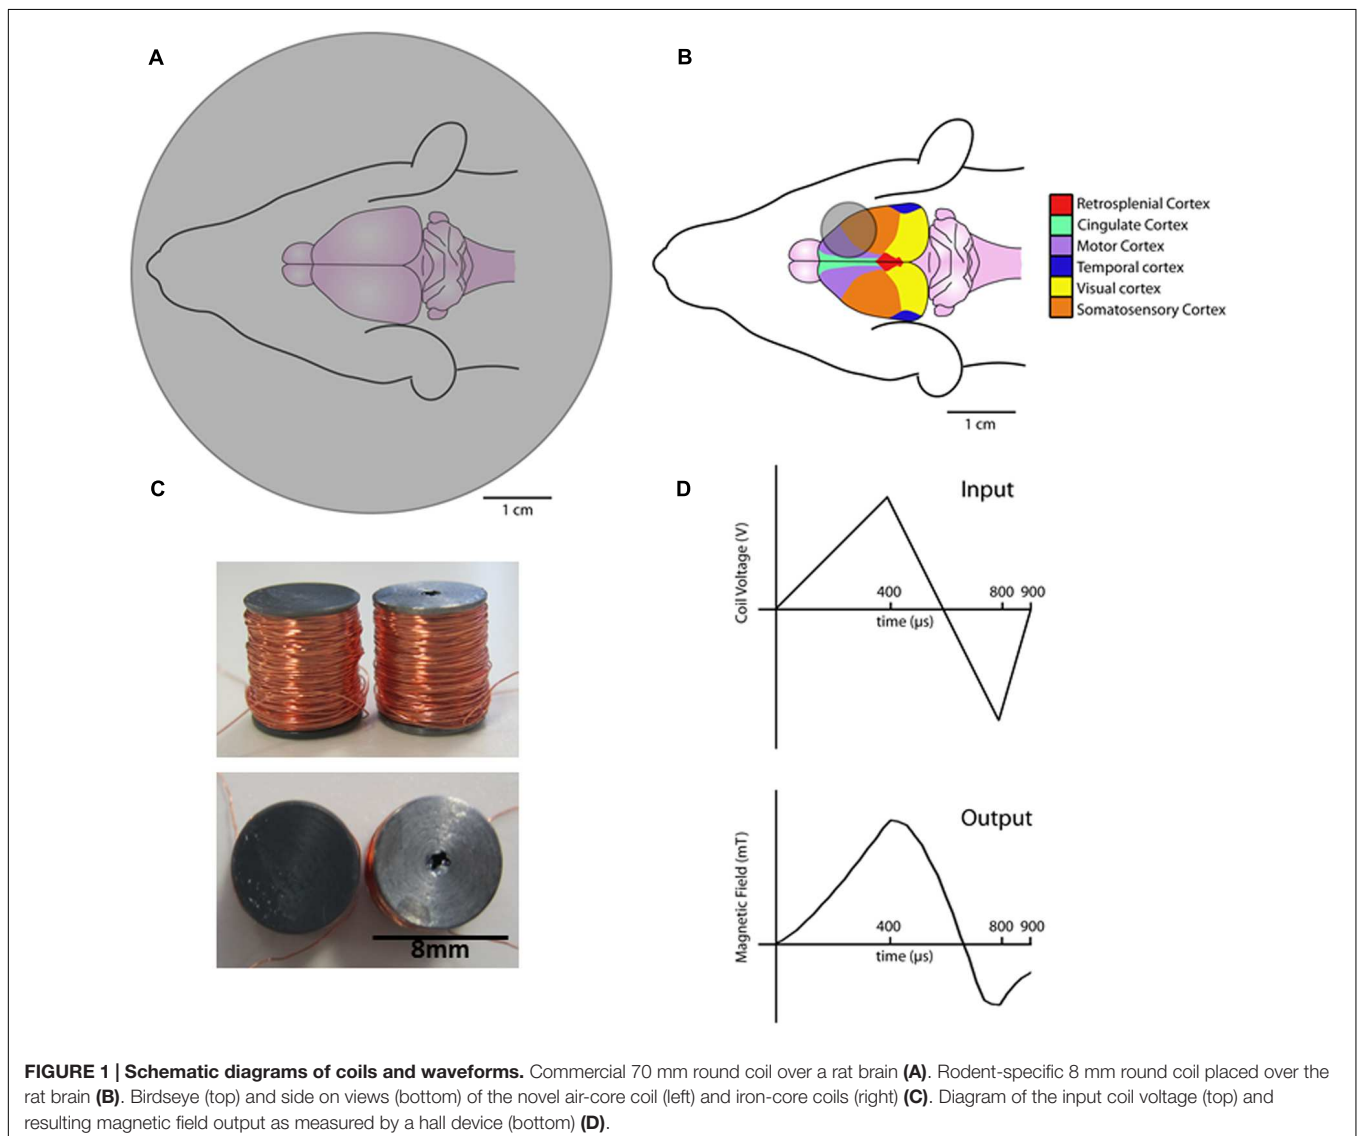 A
1 cm
B
Retrosplenial Cortex
Cingulate Cortex
Motor Cortex
Temporal cortex
Visual cortex
Somatosensory Cortex
1 cm
C
8mm
D
Input
Coil Voltage (V)
400
800
900
time (µs)
Output
Magnetic Field (mT)
400
800
900
time (µs)
FIGURE 1 | Schematic diagrams of coils and waveforms. Commercial 70 mm round coil over a rat brain (A). Rodent-specific 8 mm round coil placed over the
rat brain (B). Birdseye (top) and side on views (bottom) of the novel air-core coil (left) and iron-core coils (right) (C). Diagram of the input coil voltage (top) and
resulting magnetic field output as measured by a hall device (bottom) (D).